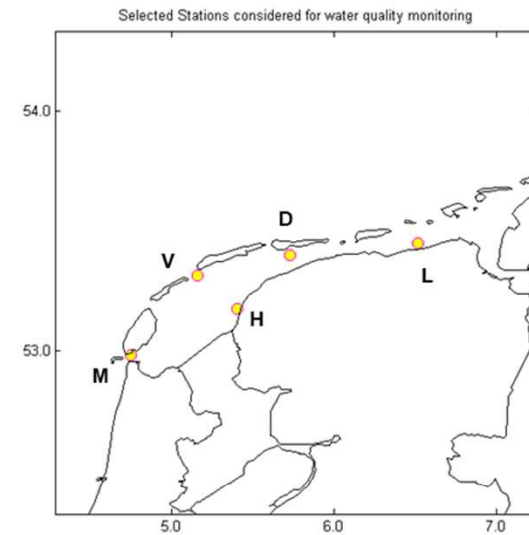 Selected Stations considered for water quality monitoring
54.0
D
V
L
H
53.0
M
5.0 6.0 7.0